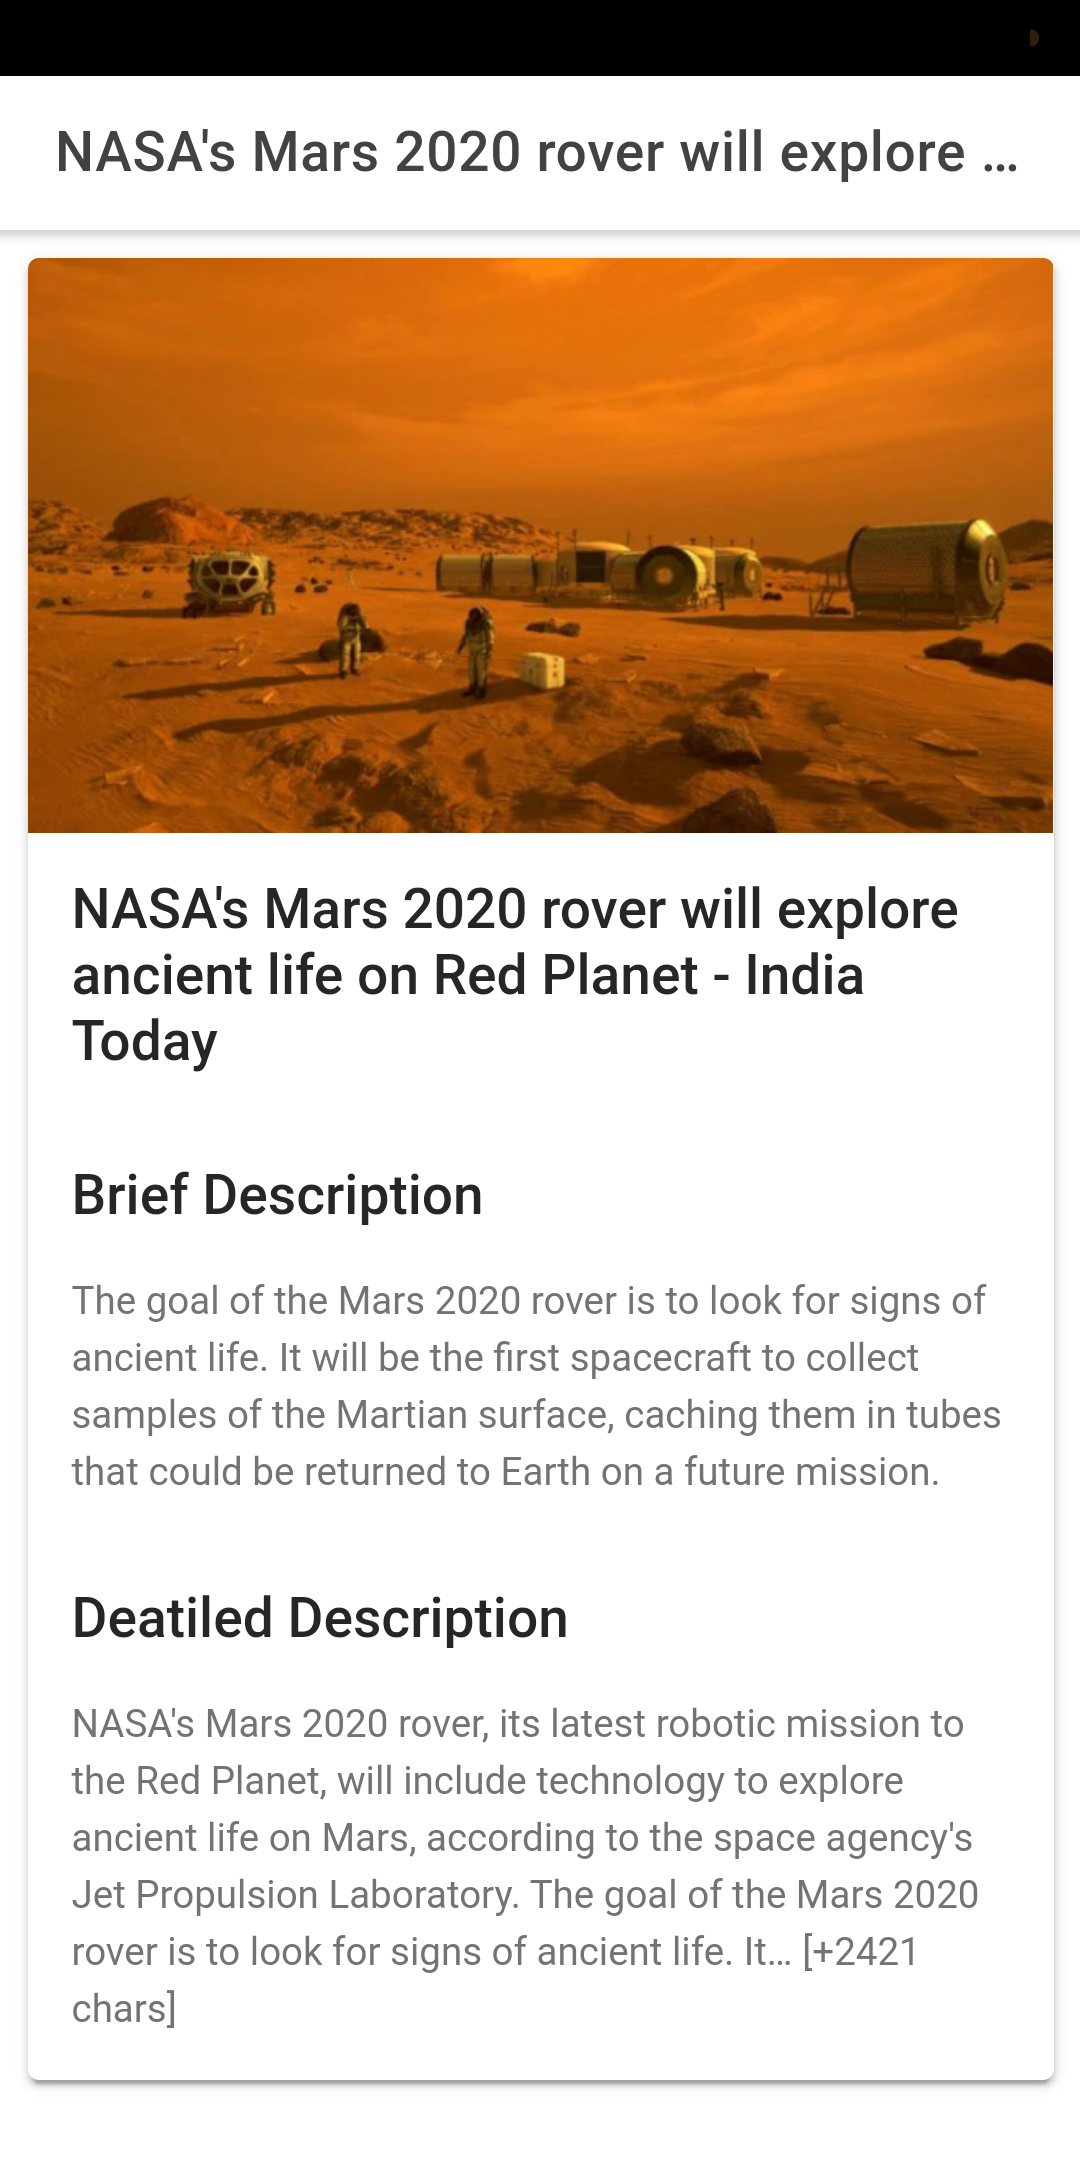 NASA's Mars 2020 rover will explore ...
NASA's Mars 2020 rover will explore
ancient life on Red Planet - India
Today
Brief Description
The goal of the Mars 2020 rover is to look for signs of
ancient life. It will be the first spacecraft to collect
samples of the Martian surface, caching them in tubes
that could be returned to Earth on a future mission.
Deatiled Description
NASA's Mars 2020 rover, its latest robotic mission to
the Red Planet, will include technology to explore
ancient life on Mars, according to the space agency's
Jet Propulsion Laboratory. The goal of the Mars 2020
rover is to look for signs of ancient life. It… [+2421
chars]